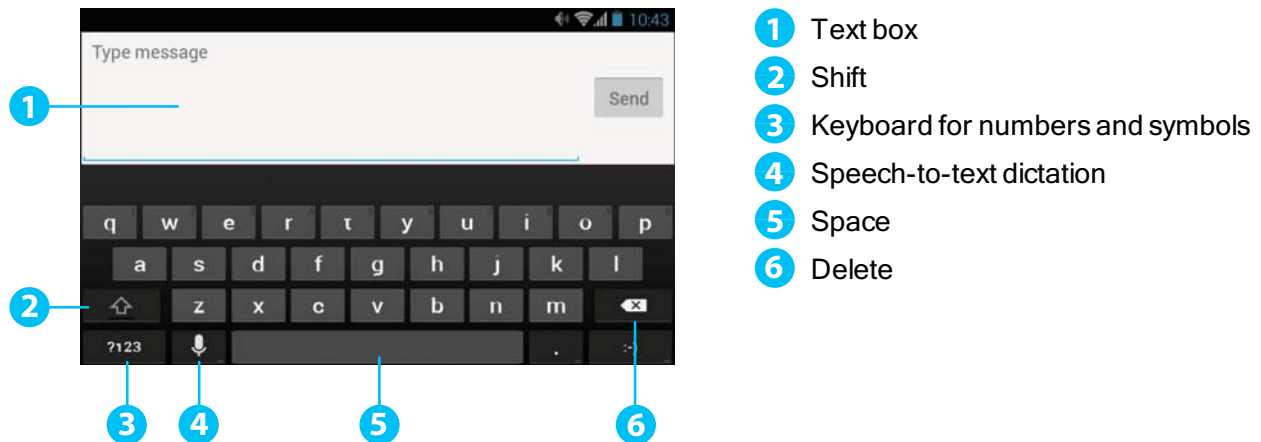 10:43
Type message
Send
1
q w e r t y u i o p
a s d f g h j k l
2
z x c v b n m
?123 . :-)
3 4 5 6
1 Text box
2 Shift
3 Keyboard for numbers and symbols
4 Speech-to-text dictation
5 Space
6 Delete